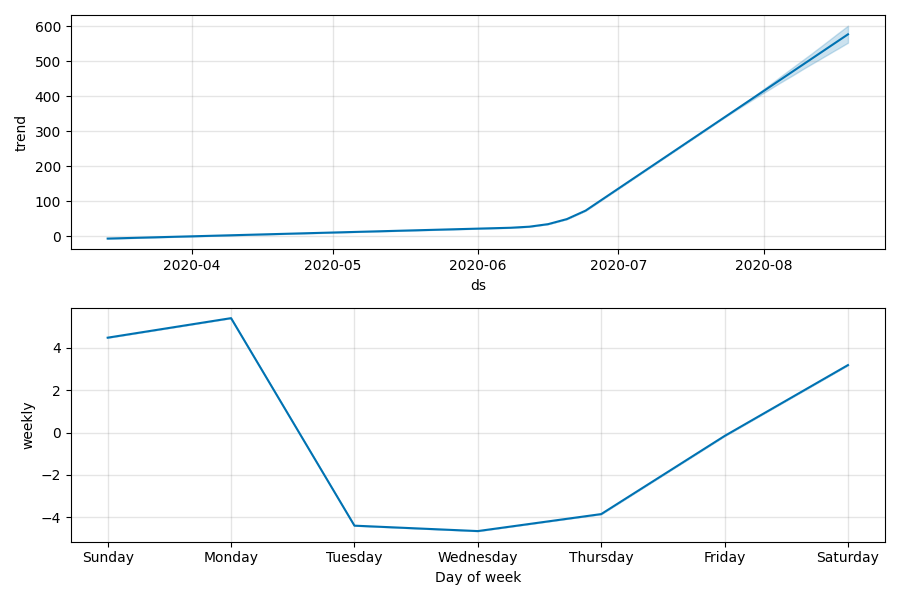 600
500
400
300
200
100
0
trend
2020-04 2020-05 2020-06 2020-07 2020-08
ds
4
2
0
−2
−4
weekly
Sunday Monday Tuesday Wednesday Thursday Friday Saturday
Day of week